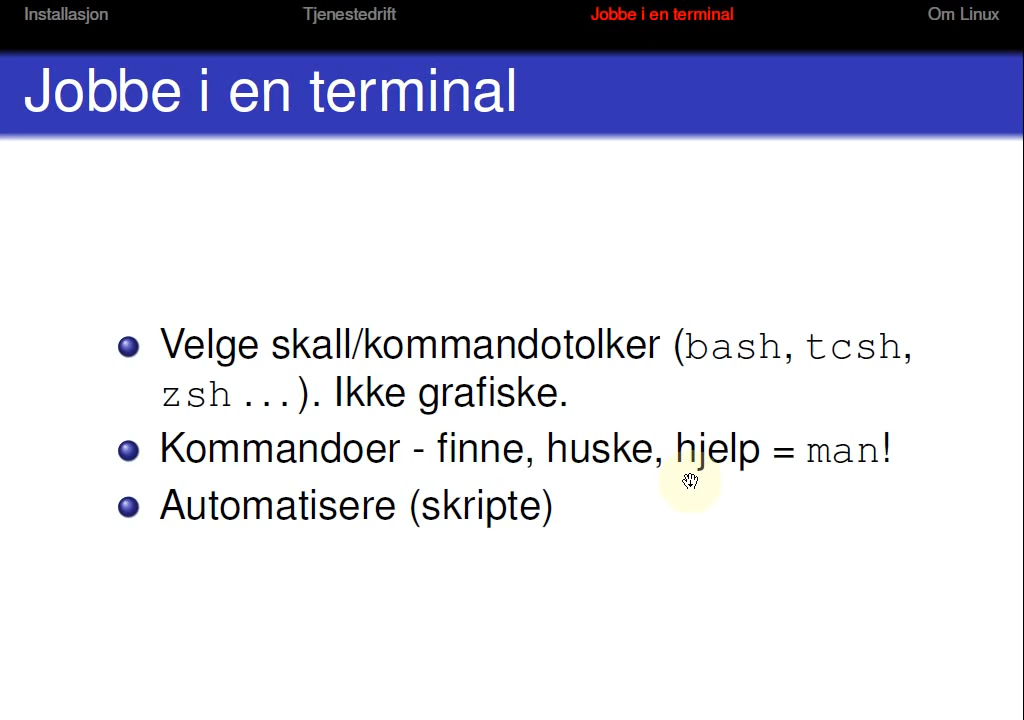 Installasjon Tjenestedrift Jobbe i en terminal Om Linux
Jobbe i en terminal
Velge skall/kommandotolker (bash, tcsh,
zsh ...). Ikke grafiske.
Kommandoer - finne, huske, hjelp = man!
Automatisere (skripte)